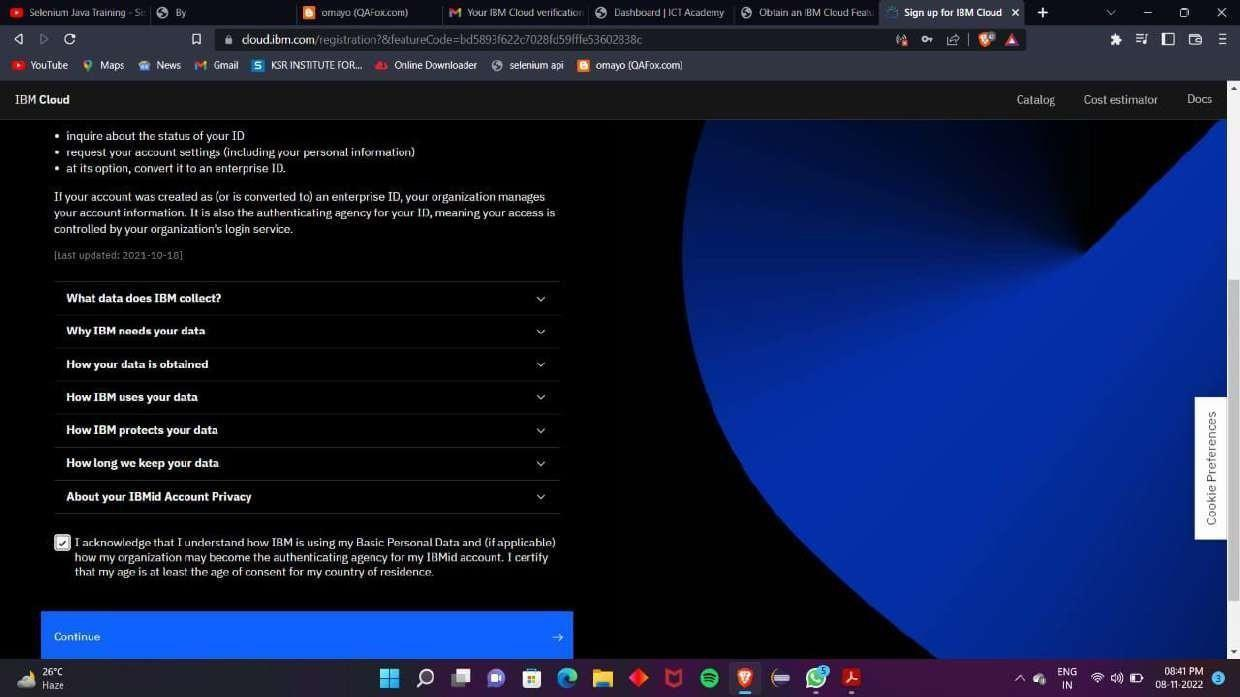 Selenium Java Training - Se
By
omayo (QAFox.com)
Your IBM Cloud verification
Dashboard | ICT Academy
Obtain an IBM Cloud Featu
Sign up for IBM Cloud
cloud.ibm.com/registration?&featureCode=bd5893f622c7028fd59fffe53602838c
YouTube
Maps
News
Gmail
KSR INSTITUTE FOR...
Online Downloader
selenium api
omayo (QAFox.com)
IBM Cloud
Catalog
Cost estimator
Docs
• inquire about the status of your ID
• request your account settings (including your personal information)
• at its option, convert it to an enterprise ID.
If your account was created as (or is converted to) an enterprise ID, your organization manages
your account information. It is also the authenticating agency for your ID, meaning your access is
controlled by your organization's login service.
[Last updated: 2021-10-18]
What data does IBM collect?
Why IBM needs your data
How your data is obtained
How IBM uses your data
How IBM protects your data
How long we keep your data
About your IBMid Account Privacy
I acknowledge that I understand how IBM is using my Basic Personal Data and (if applicable)
how my organization may become the authenticating agency for my IBMid account. I certify
that my age is at least the age of consent for my country of residence.
Continue
Cookie Preferences
26°C
Haze
5
ENG
IN
08:41 PM
08-11-2022
3